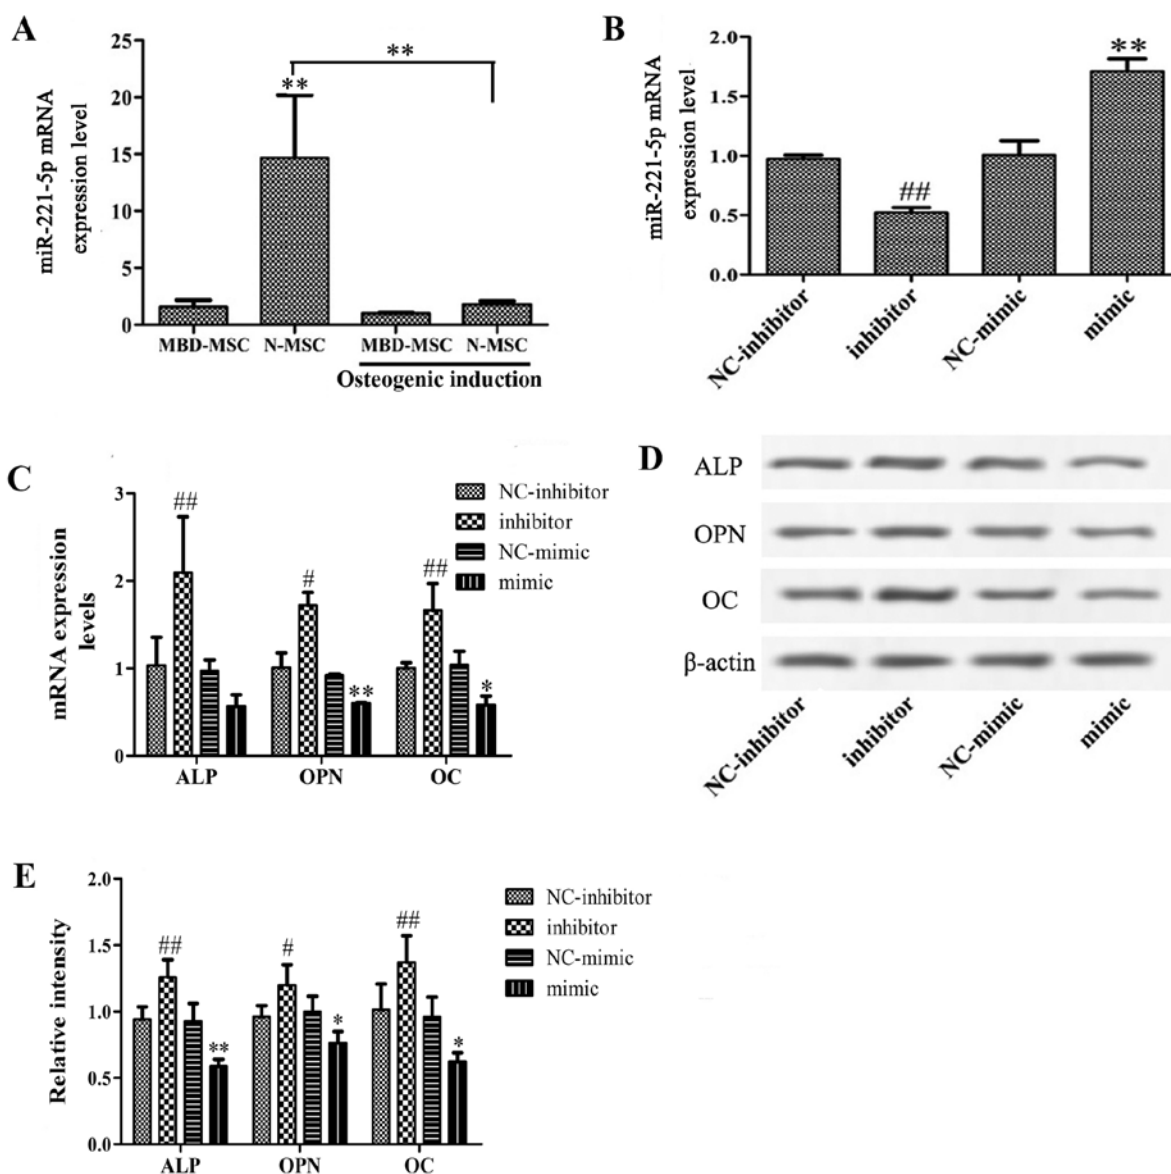 A
miR-221-5p mRNA
expression level
25
20
15
10
5
0
**
**
MBD-MSC N-MSC MBD-MSC N-MSC
Osteogenic induction
B
miR-221-5p mRNA
expression level
2.0
1.5
1.0
0.5
0.0
##
**
NC-inhibitor
inhibitor
NC-mimic
mimic
C
mRNA expression
levels
3
2
1
0
##
#
**
##
*
ALP OPN OC
NC-inhibitor
inhibitor
NC-mimic
mimic
D
ALP
OPN
OC
β-actin
NC-inhibitor
inhibitor
NC-mimic
mimic
E
Relative intensity
2.0
1.5
1.0
0.5
0.0
##
**
#
*
##
*
ALP OPN OC
NC-inhibitor
inhibitor
NC-mimic
mimic